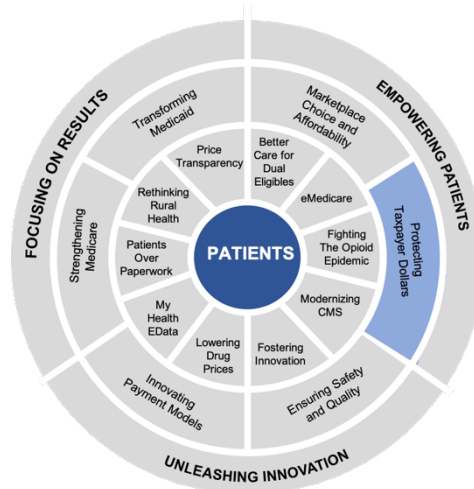 FOCUSING ON RESULTS
EMPOWERING PATIENTS
UNLEASHING INNOVATION
Transforming
Medicaid
Marketplace
Choice and
Affordability
Protecting
Taxpayer Dollars
Ensuring Safety
and Quality
Innovating
Payment Models
Strengthening
Medicare
Price
Transparency
Better
Care for
Dual
Eligibles
eMedicare
Fighting
The Opioid
Epidemic
Modernizing
CMS
Fostering
Innovation
Lowering
Drug
Prices
My
Health
EData
Patients
Over
Paperwork
Rethinking
Rural
Health
PATIENTS